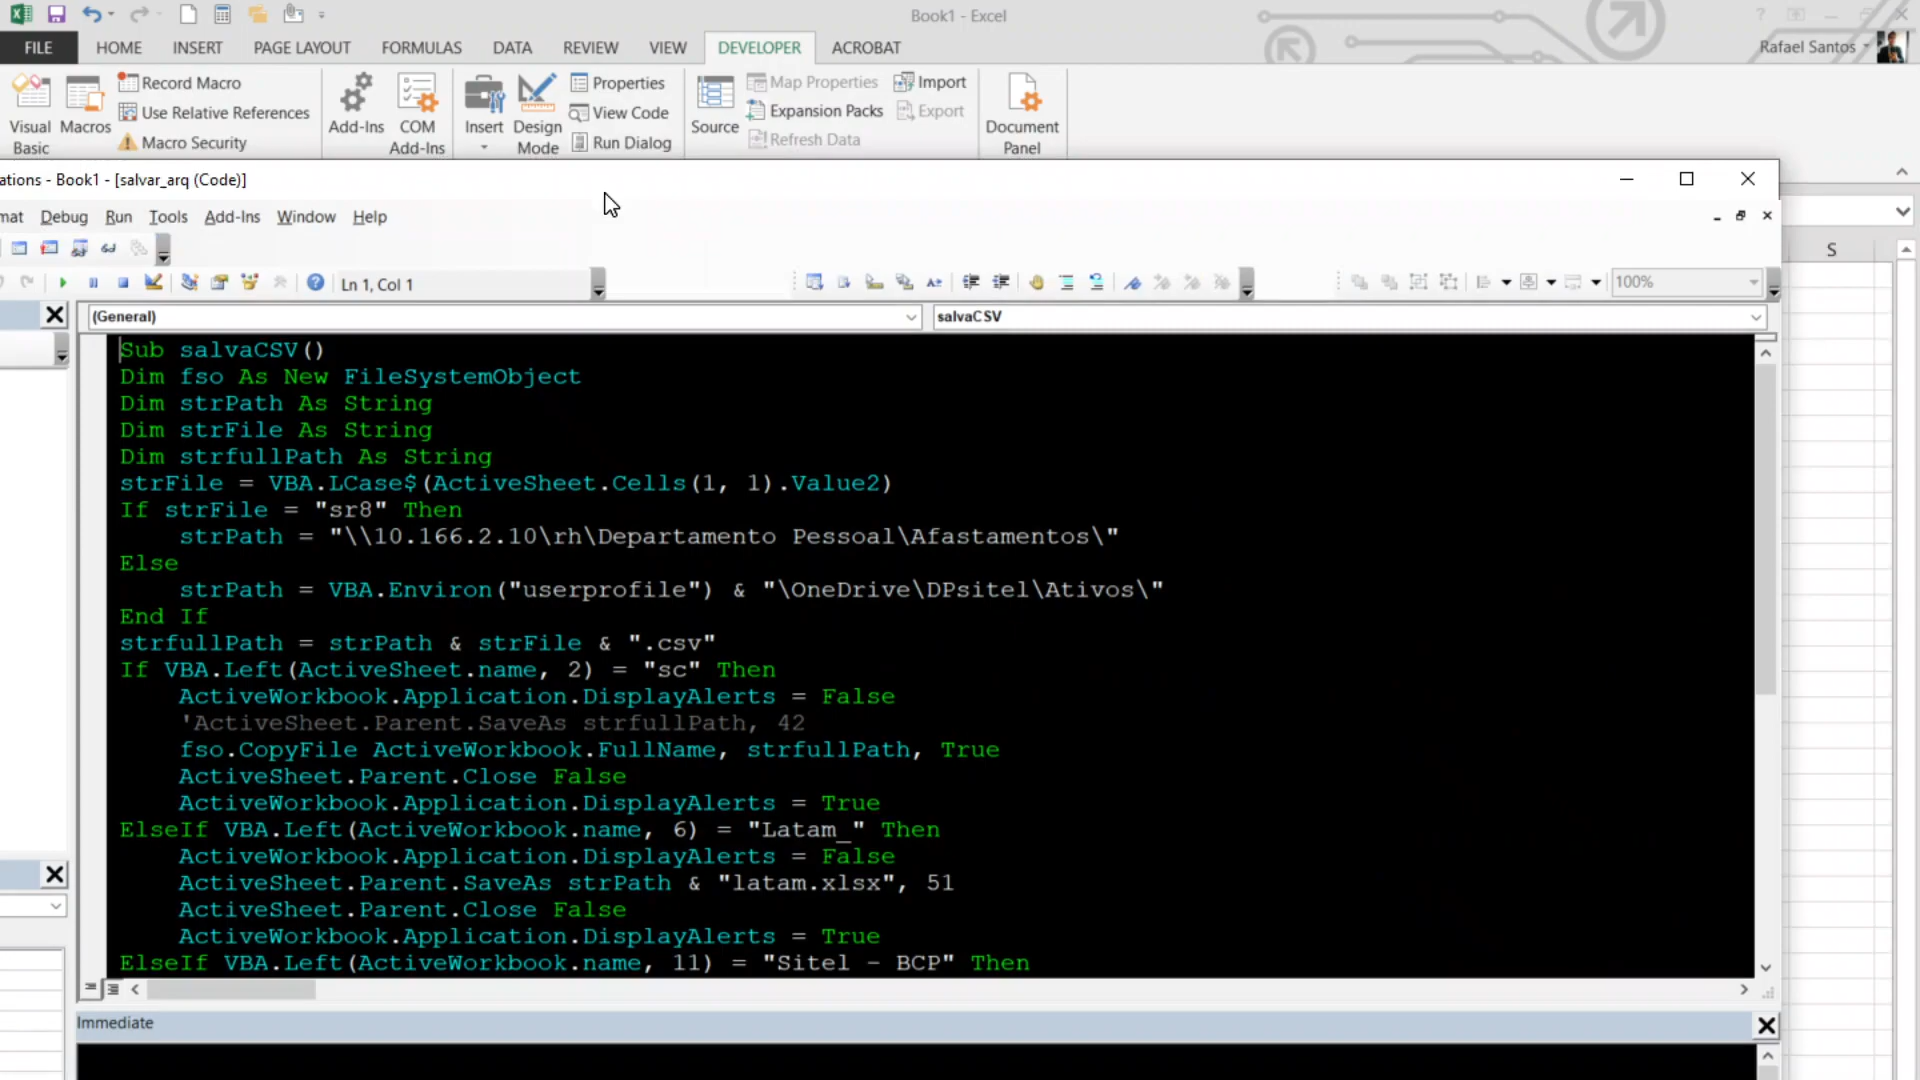 Book1 - Excel
?
FILE HOME INSERT PAGE LAYOUT FORMULAS DATA REVIEW VIEW DEVELOPER ACROBAT Rafael Santos
Visual Basic
Macros
Record Macro
Use Relative References
Macro Security
Add-Ins
COM Add-Ins
Insert
Design Mode
Properties
View Code
Run Dialog
Source
Map Properties
Expansion Packs
Refresh Data
Import
Export
Document Panel
ations - Book1 - [salvar_arq (Code)]
mat Debug Run Tools Add-Ins Window Help
S
Ln 1, Col 1
100%
(General) salvaCSV
Sub salvaCSV()
Dim fso As New FileSystemObject
Dim strPath As String
Dim strFile As String
Dim strfullPath As String
strFile = VBA.LCase$(ActiveSheet.Cells(1, 1).Value2)
If strFile = "sr8" Then
strPath = "\\10.166.2.10\rh\Departamento Pessoal\Afastamentos\"
Else
strPath = VBA.Environ("userprofile") & "\OneDrive\DPsitel\Ativos\"
End If
strfullPath = strPath & strFile & ".csv"
If VBA.Left(ActiveSheet.name, 2) = "sc" Then
ActiveWorkbook.Application.DisplayAlerts = False
'ActiveSheet.Parent.SaveAs strfullPath, 42
fso.CopyFile ActiveWorkbook.FullName, strfullPath, True
ActiveSheet.Parent.Close False
ActiveWorkbook.Application.DisplayAlerts = True
ElseIf VBA.Left(ActiveWorkbook.name, 6) = "Latam_" Then
ActiveWorkbook.Application.DisplayAlerts = False
ActiveSheet.Parent.SaveAs strPath & "latam.xlsx", 51
ActiveSheet.Parent.Close False
ActiveWorkbook.Application.DisplayAlerts = True
ElseIf VBA.Left(ActiveWorkbook.name, 11) = "Sitel - BCP" Then
Immediate